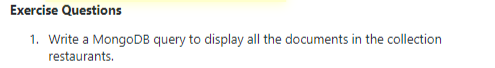 Exercise Questions
1. Write a MongoDB query to display all the documents in the collection
restaurants.